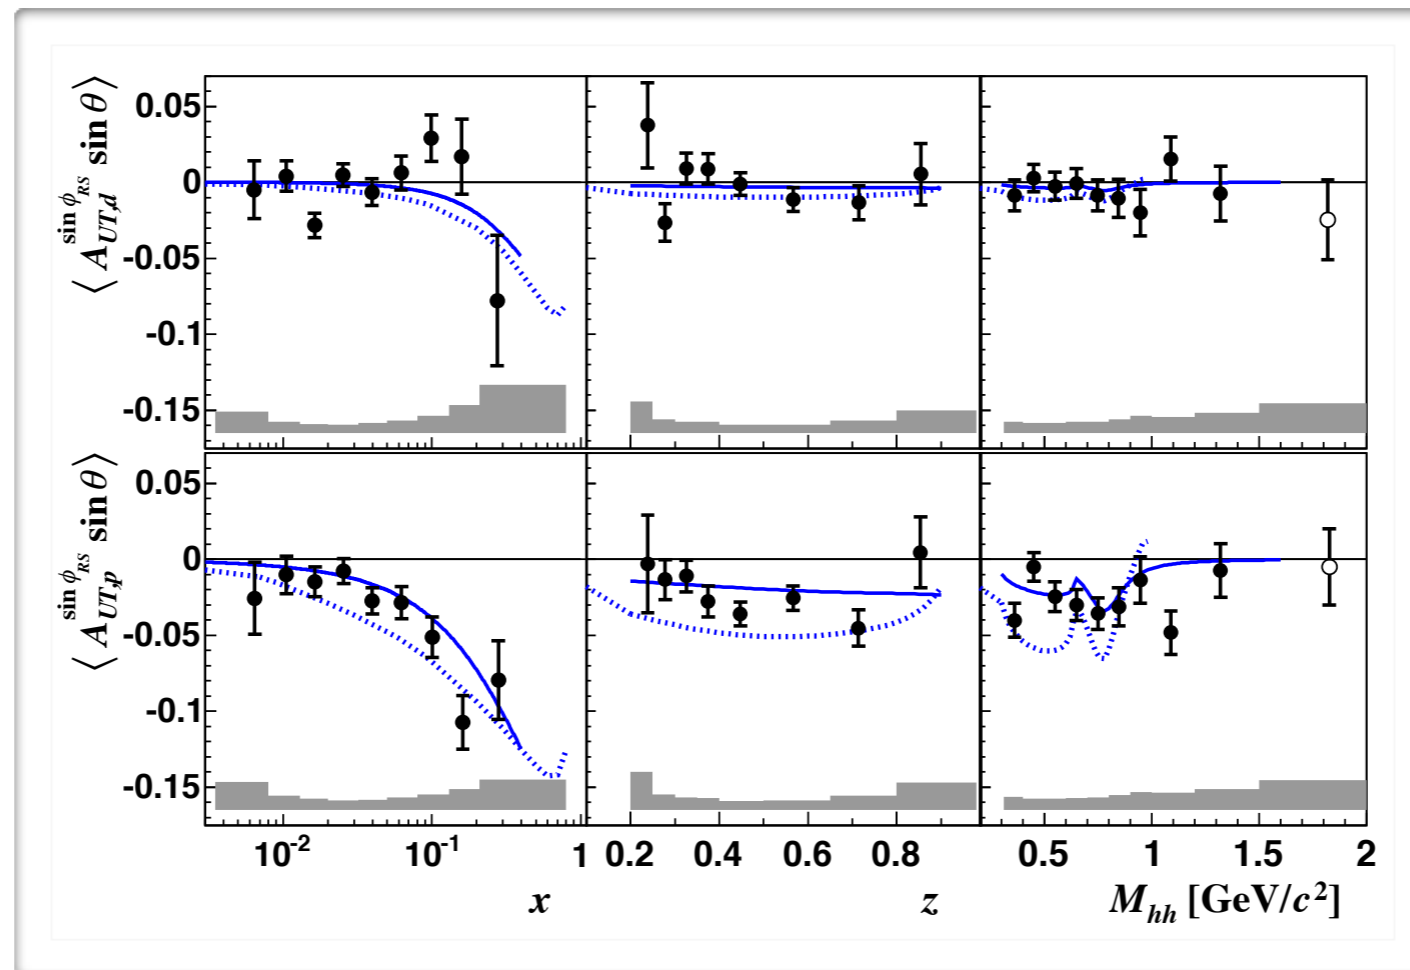 ⟨ A_{UT,d}^{sin ϕ_{RS}} sin θ ⟩
0.05
0
-0.05
-0.1
-0.15
⟨ A_{UT,p}^{sin ϕ_{RS}} sin θ ⟩
0.05
0
-0.05
-0.1
-0.15
10^{-2} 10^{-1} 1 0.2 0.4 0.6 0.8 0.5 1 1.5 2
x z M_{hh} [GeV/c^2]